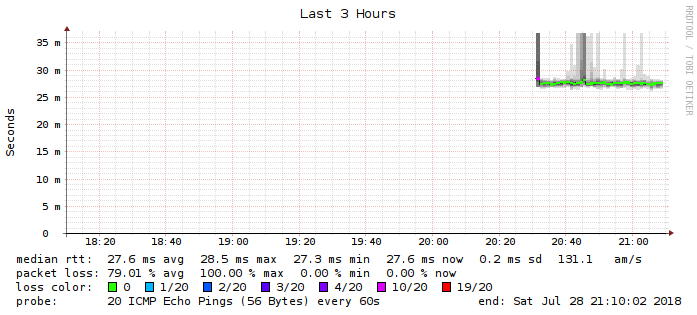 Last 3 Hours
RRDTOOL / TOBI OETIKER
Seconds
35 m
30 m
25 m
20 m
15 m
10 m
5 m
0
18:20 18:40 19:00 19:20 19:40 20:00 20:20 20:40 21:00
median rtt: 27.6 ms avg 28.5 ms max 27.3 ms min 27.6 ms now 0.2 ms sd 131.1 am/s
packet loss: 79.01 % avg 100.00 % max 0.00 % min 0.00 % now
loss color: 0 1/20 2/20 3/20 4/20 10/20 19/20
probe: 20 ICMP Echo Pings (56 Bytes) every 60s end: Sat Jul 28 21:10:02 2018